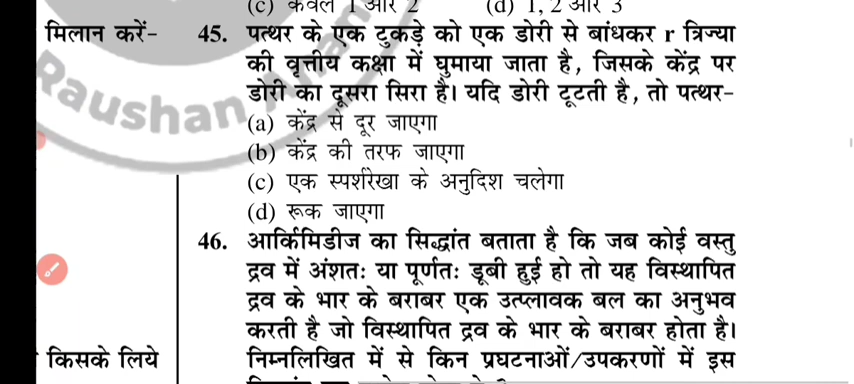 (c) केवल 1 और 2 (d) 1, 2 और 3
मिलान करें-
45. पत्थर के एक टुकड़े को एक डोरी से बांधकर r त्रिज्या
की वृत्तीय कक्षा में घुमाया जाता है, जिसके केंद्र पर
डोरी का दूसरा सिरा है। यदि डोरी टूटती है, तो पत्थर-
Raushan Anan
(a) केंद्र से दूर जाएगा
(b) केंद्र की तरफ जाएगा
(c) एक स्पर्शरेखा के अनुदिश चलेगा
(d) रूक जाएगा
46. आर्किमिडीज का सिद्धांत बताता है कि जब कोई वस्तु
द्रव में अंशतः या पूर्णतः डूबी हुई हो तो यह विस्थापित
द्रव के भार के बराबर एक उत्प्लावक बल का अनुभव
करती है जो विस्थापित द्रव के भार के बराबर होता है।
किसके लिये
निम्नलिखित में से किन प्रघटनाओं/उपकरणों में इस